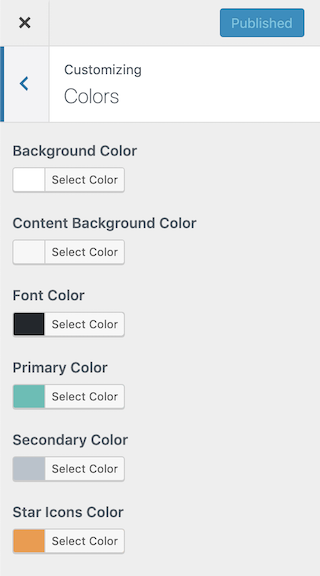 Published
Customizing
Colors
Background Color
Select Color
Content Background Color
Select Color
Font Color
Select Color
Primary Color
Select Color
Secondary Color
Select Color
Star Icons Color
Select Color